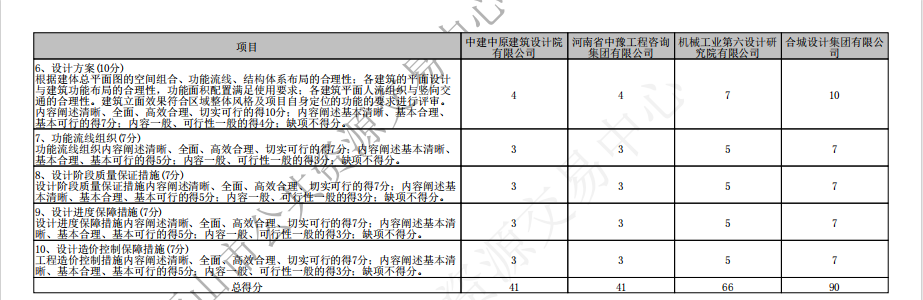 项目 中建中原建筑设计院有限公司 河南省中豫工程咨询集团有限公司 机械工业第六设计研究院有限公司 合城设计集团有限公司
6、设计方案(10分)
根据建体总平面图的空间组合、功能流线、结构体系布局的合理性；各建筑的平面设计
与建筑功能布局的合理性，功能面积配置满足使用要求；各建筑平面人流组织与竖向交
通的合理性。建筑立面效果符合区域整体风格及项目自身定位的功能的要求进行评审。
内容阐述清晰、全面、高效合理、切实可行的得10分；内容阐述基本清晰、基本合理、
基本可行的得7分；内容一般、可行性一般的得4分；缺项不得分。
4 4 7 10
7、功能流线组织(7分)
功能流线组织内容阐述清晰、全面、高效合理、切实可行的得7分；内容阐述基本清晰、
基本合理、基本可行的得5分；内容一般、可行性一般的得3分；缺项不得分。
3 3 5 7
8、设计阶段质量保证措施(7分)
设计阶段质量保证措施内容阐述清晰、全面、高效合理、切实可行的得7分；内容阐述基
本清晰、基本合理、基本可行的得5分；内容一般、可行性一般的得3分；缺项不得分。
3 3 5 7
9、设计进度保障措施(7分)
设计进度保障措施内容阐述清晰、全面、高效合理、切实可行的得7分；内容阐述基本清
晰、基本合理、基本可行的得5分；内容一般、可行性一般的得3分；缺项不得分。
3 3 5 7
10、设计造价控制保障措施(7分)
工程造价控制措施内容阐述清晰、全面、高效合理、切实可行的得7分；内容阐述基本清
晰、基本合理、基本可行的得5分；内容一般、可行性一般的得3分；缺项不得分。
3 3 5 7
总得分 41 41 66 90
山市公共资源交易中心
资源交易中心